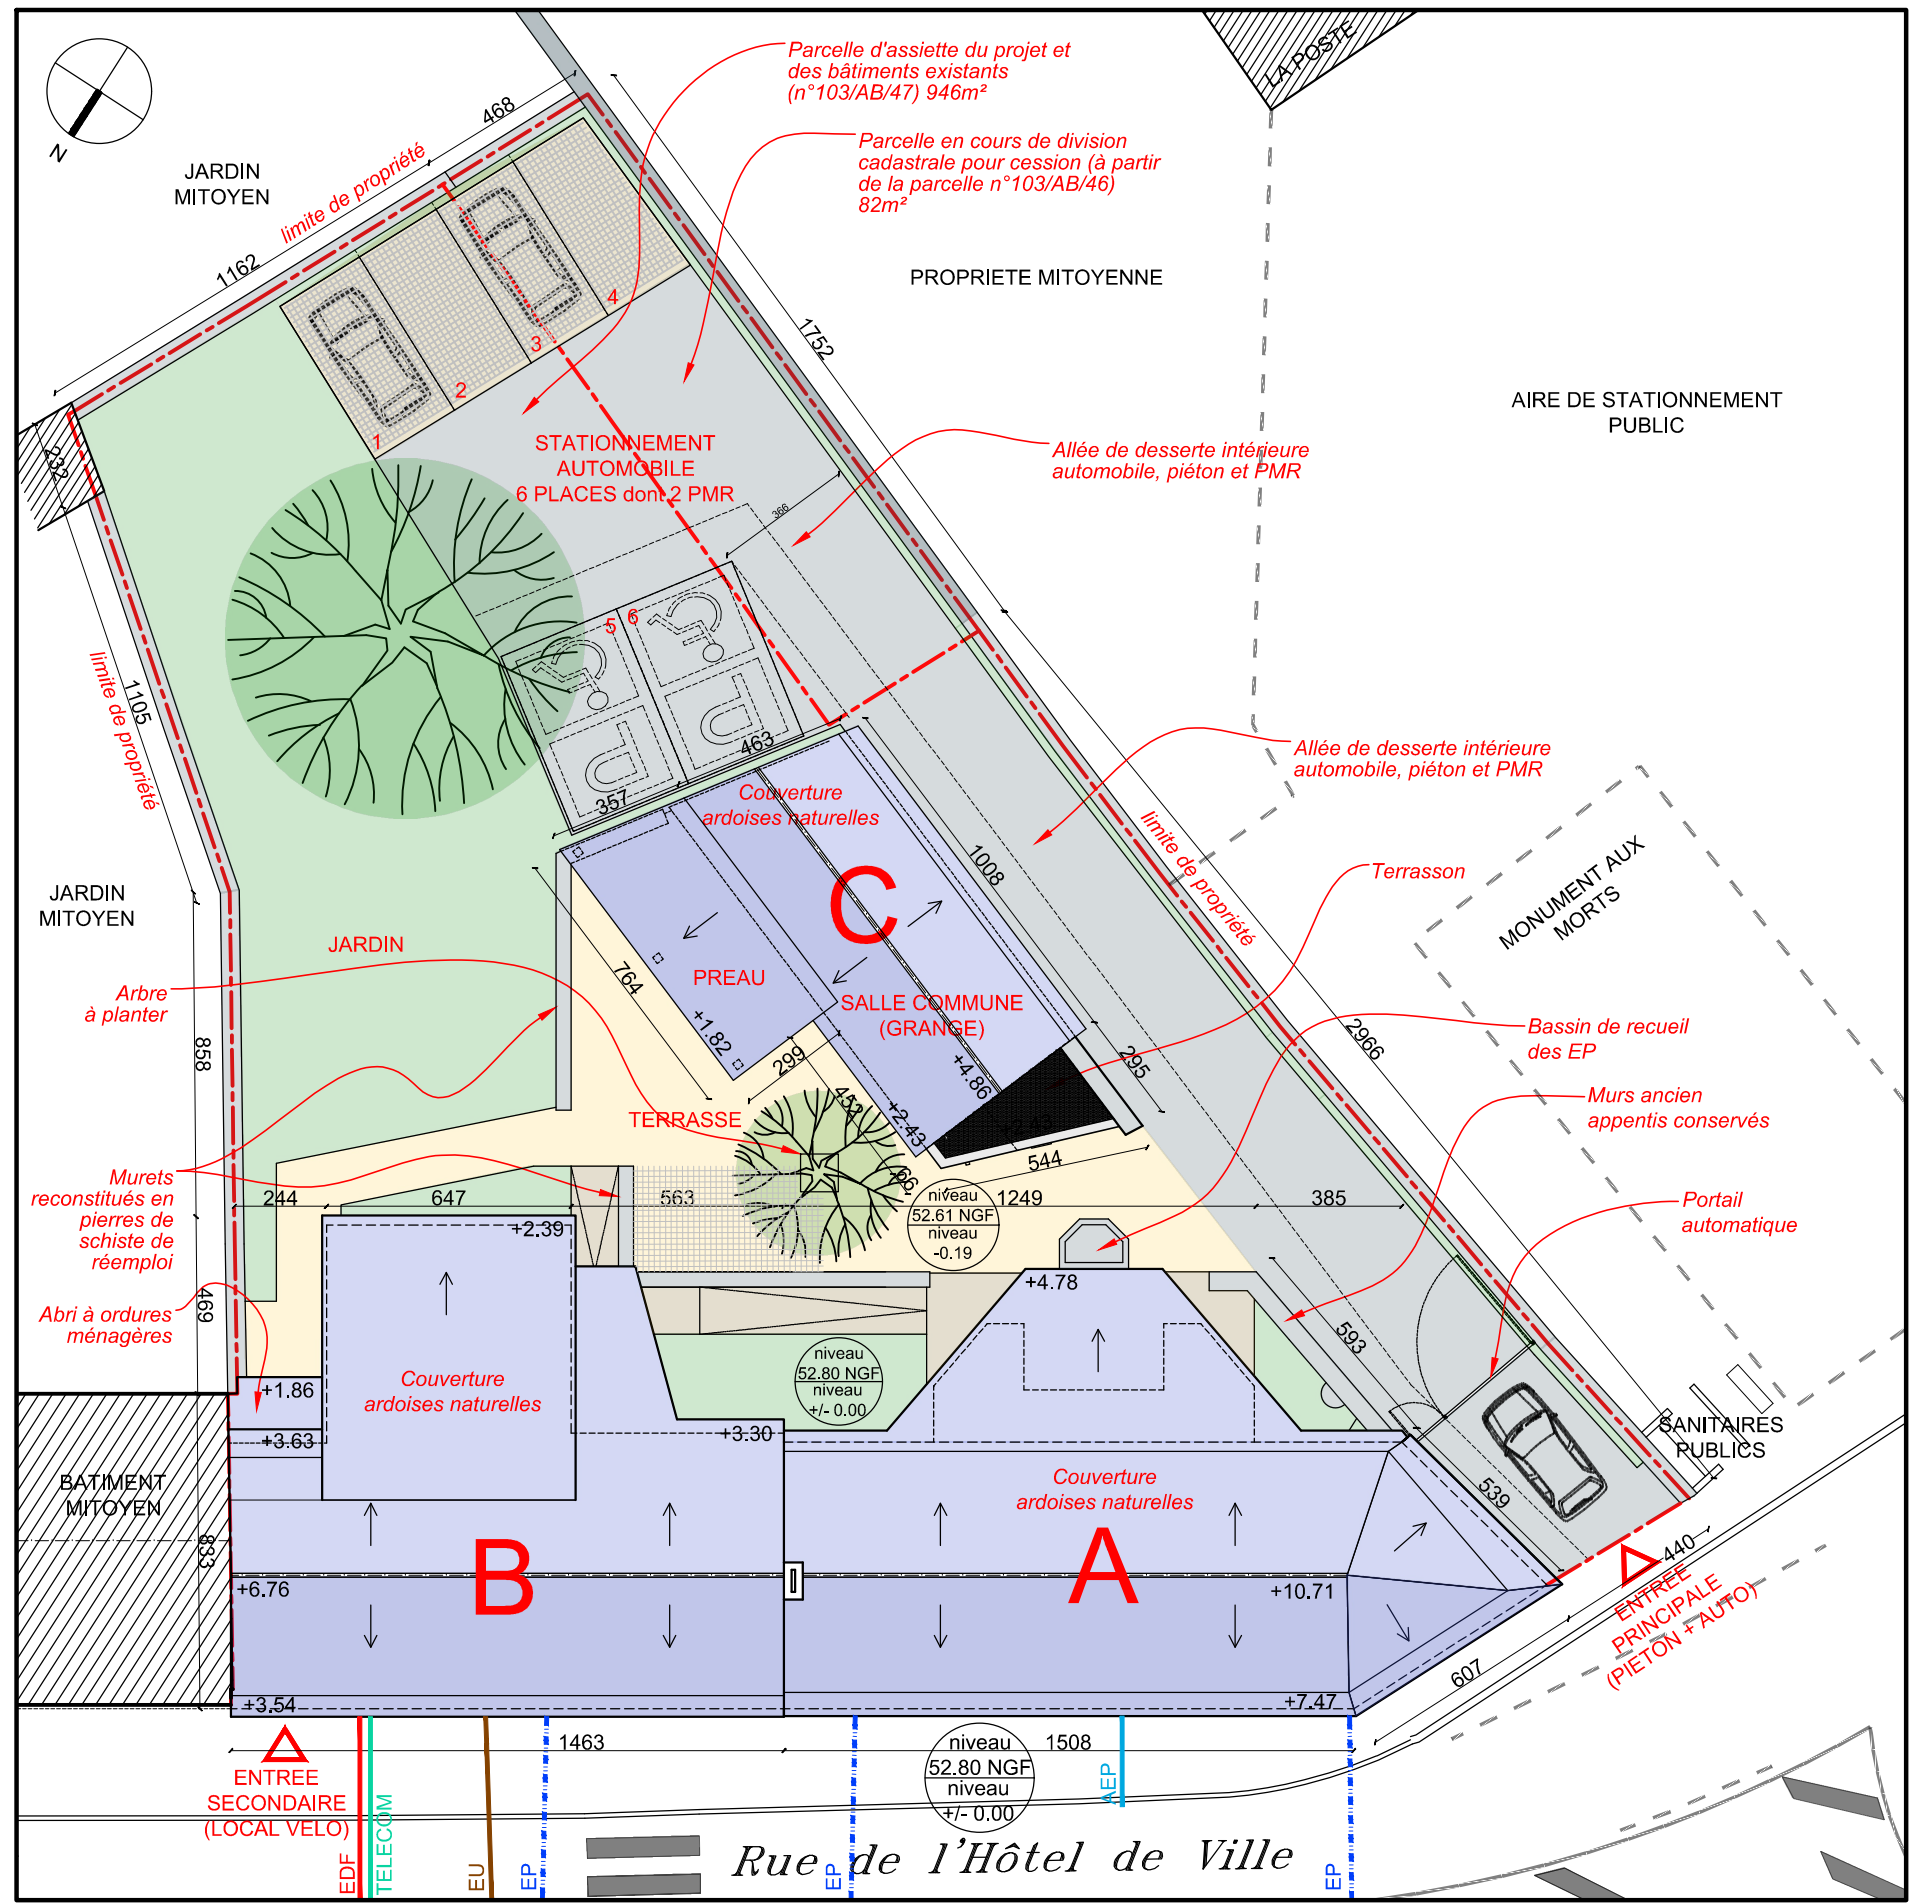 N
JARDIN
MITOYEN
LA POSTE
Parcelle d'assiette du projet et
des bâtiments existants
(n°103/AB/47) 946m²
Parcelle en cours de division
cadastrale pour cession (à partir
de la parcelle n°103/AB/46)
82m²
468
limite de propriété
1162
PROPRIETE MITOYENNE
1752
AIRE DE STATIONNEMENT
PUBLIC
1
2
3
4
STATIONNEMENT
AUTOMOBILE
6 PLACES dont 2 PMR
Allée de desserte intérieure
automobile, piéton et PMR
232
366
5
6
limite de propriété
1105
463
357
Allée de desserte intérieure
automobile, piéton et PMR
Couverture
ardoises naturelles
C
1008
limite de propriété
Terrasson
MONUMENT AUX
MORTS
JARDIN
MITOYEN
JARDIN
Arbre
à planter
764
PREAU
SALLE COMMUNE
(GRANGE)
+1.82
299
+4.86
295
2966
Bassin de recueil
des EP
858
452
+2.43
+2.43
TERRASSE
544
66
Murs ancien
appentis conservés
Murets
reconstitués en
pierres de
schiste de
réemploi
244
647
563
1249
385
niveau
52.61 NGF
niveau
-0.19
Portail
automatique
+2.39
+4.78
469
Abri à ordures
ménagères
593
niveau
52.80 NGF
niveau
+/- 0.00
+1.86
Couverture
ardoises naturelles
+3.63
+3.30
SANITAIRES
PUBLICS
BATIMENT
MITOYEN
Couverture
ardoises naturelles
539
833
B
A
+6.76
+10.71
440
ENTREE
PRINCIPALE
(PIETON + AUTO)
607
+3.54
+7.47
1463
1508
niveau
52.80 NGF
niveau
+/- 0.00
ENTREE
SECONDAIRE
(LOCAL VELO)
EDF
TELECOM
EU
EP
EP
AEP
EP
Rue de l'Hôtel de Ville